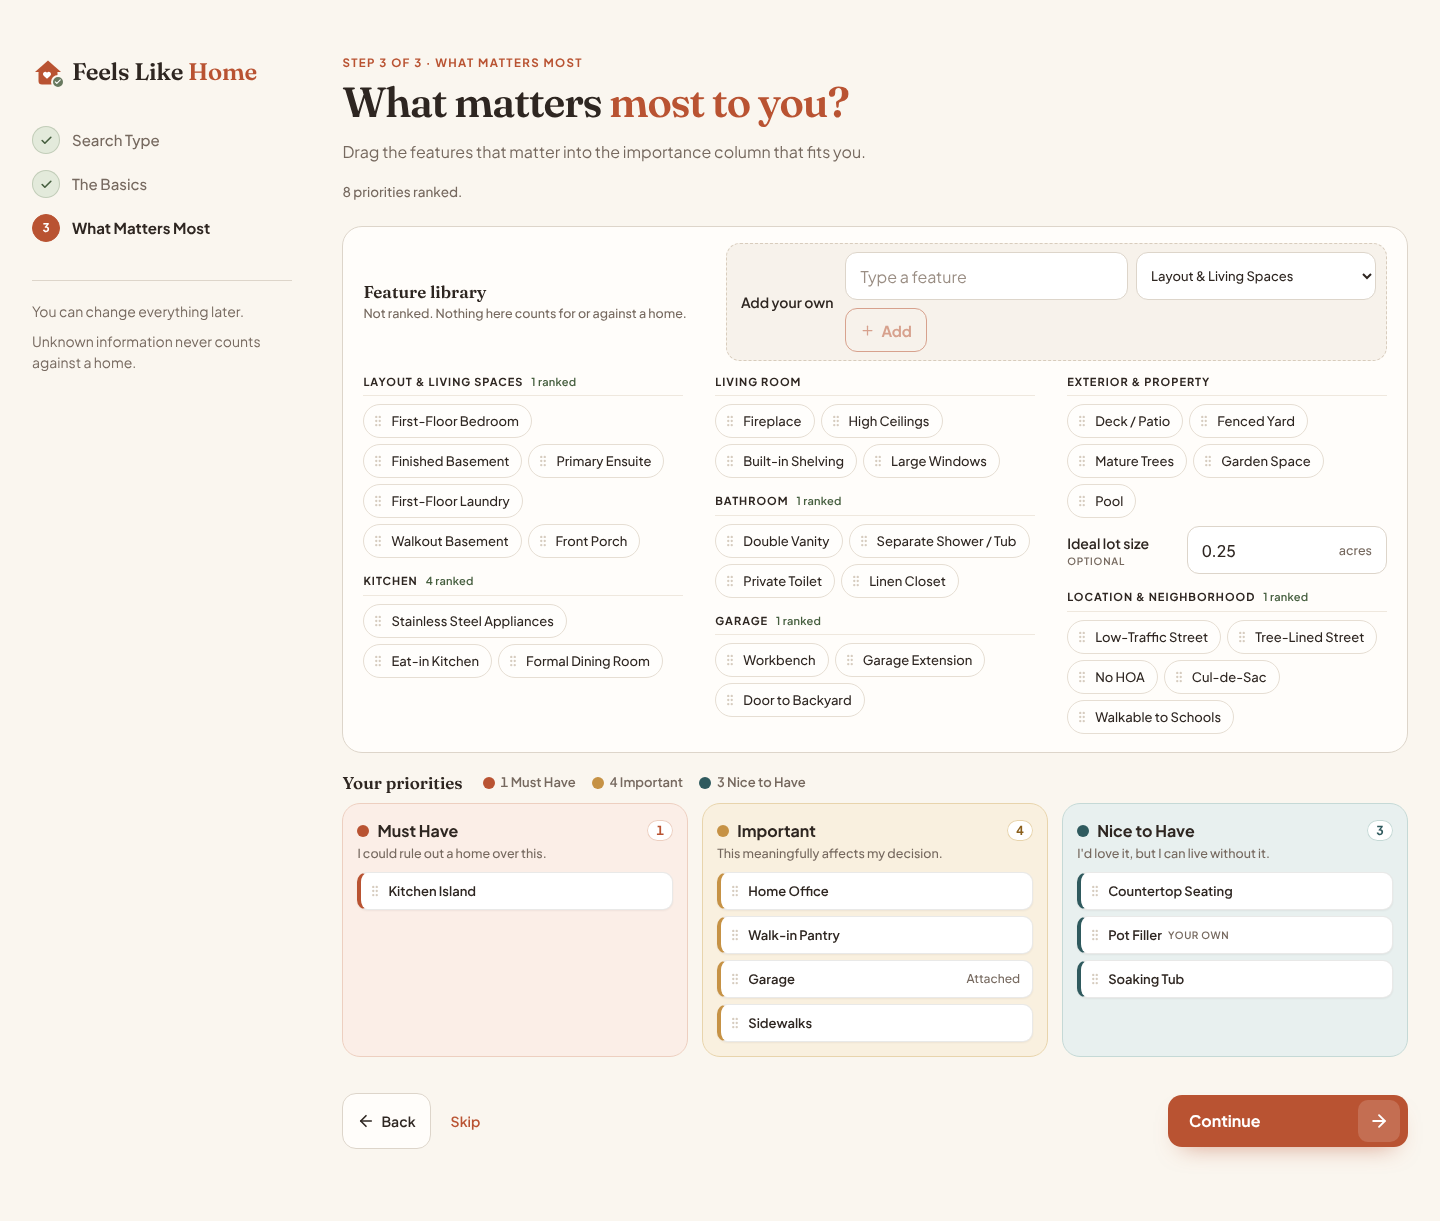 Feels Like Home
Search Type
The Basics
3 What Matters Most
You can change everything later.
Unknown information never counts
against a home.
STEP 3 OF 3 · WHAT MATTERS MOST
What matters most to you?
Drag the features that matter into the importance column that fits you.
8 priorities ranked.
Feature library
Not ranked. Nothing here counts for or against a home.
Add your own
Type a feature
Layout & Living Spaces
+ Add
LAYOUT & LIVING SPACES 1 ranked
First-Floor Bedroom
Finished Basement Primary Ensuite
First-Floor Laundry
Walkout Basement Front Porch
KITCHEN 4 ranked
Stainless Steel Appliances
Eat-in Kitchen Formal Dining Room
LIVING ROOM
Fireplace High Ceilings
Built-in Shelving Large Windows
BATHROOM 1 ranked
Double Vanity Separate Shower / Tub
Private Toilet Linen Closet
GARAGE 1 ranked
Workbench Garage Extension
Door to Backyard
EXTERIOR & PROPERTY
Deck / Patio Fenced Yard
Mature Trees Garden Space
Pool
Ideal lot size
OPTIONAL
0.25 acres
LOCATION & NEIGHBORHOOD 1 ranked
Low-Traffic Street Tree-Lined Street
No HOA Cul-de-Sac
Walkable to Schools
Your priorities 1 Must Have 4 Important 3 Nice to Have
Must Have 1
I could rule out a home over this.
Kitchen Island
Important 4
This meaningfully affects my decision.
Home Office
Walk-in Pantry
Garage Attached
Sidewalks
Nice to Have 3
I'd love it, but I can live without it.
Countertop Seating
Pot Filler YOUR OWN
Soaking Tub
Back
Skip
Continue